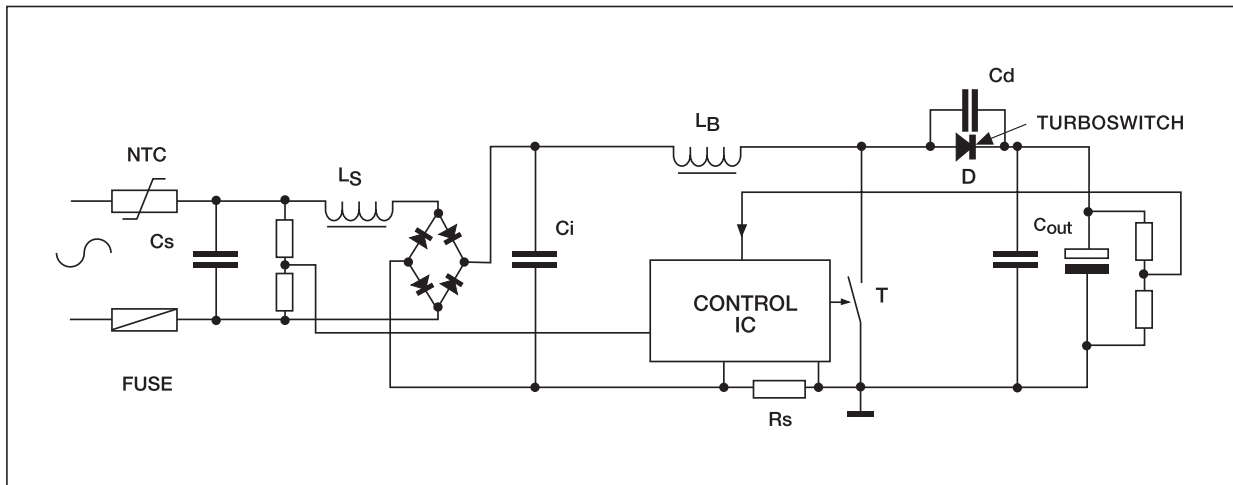 Cd
TURBOSWITCH
LB
NTC
D
LS
Cs
Ci
Cout
CONTROL
IC
T
FUSE
Rs